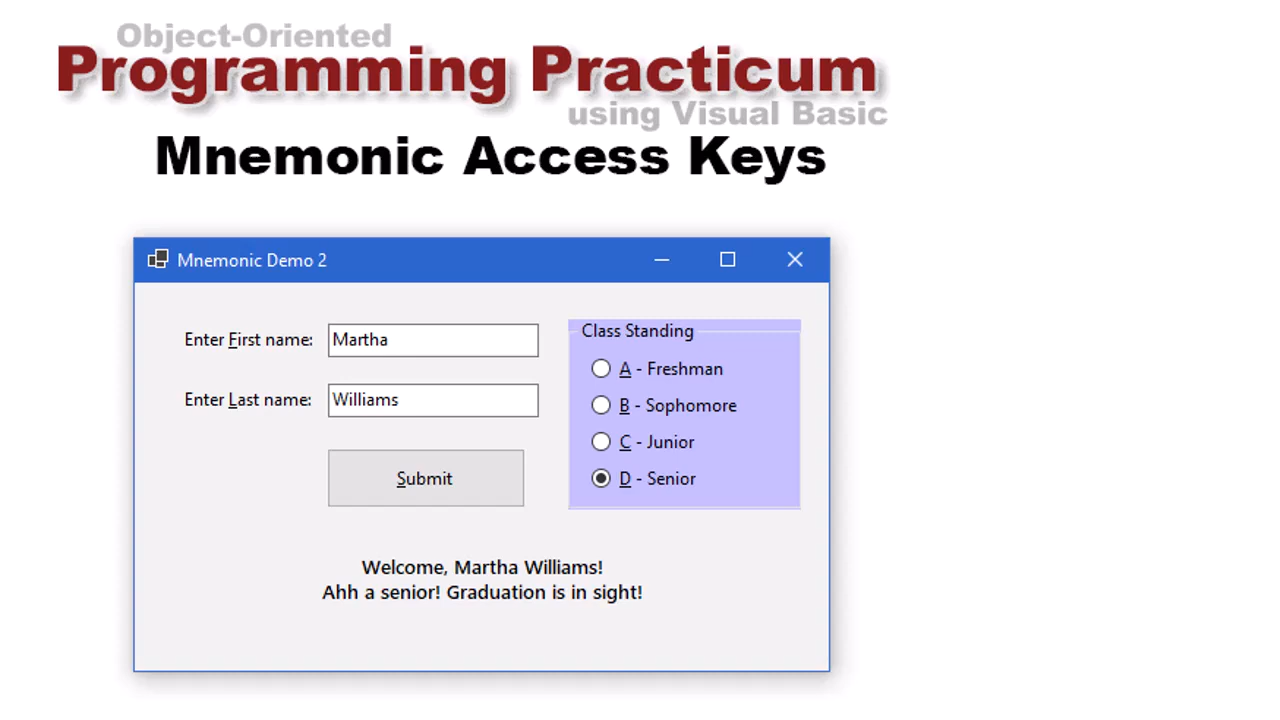 Object-Oriented
Programming Practicum
using Visual Basic
Mnemonic Access Keys
Mnemonic Demo 2
Enter First name: Martha
Enter Last name: Williams
Submit
Class Standing
A - Freshman
B - Sophomore
C - Junior
D - Senior
Welcome, Martha Williams!
Ahh a senior! Graduation is in sight!